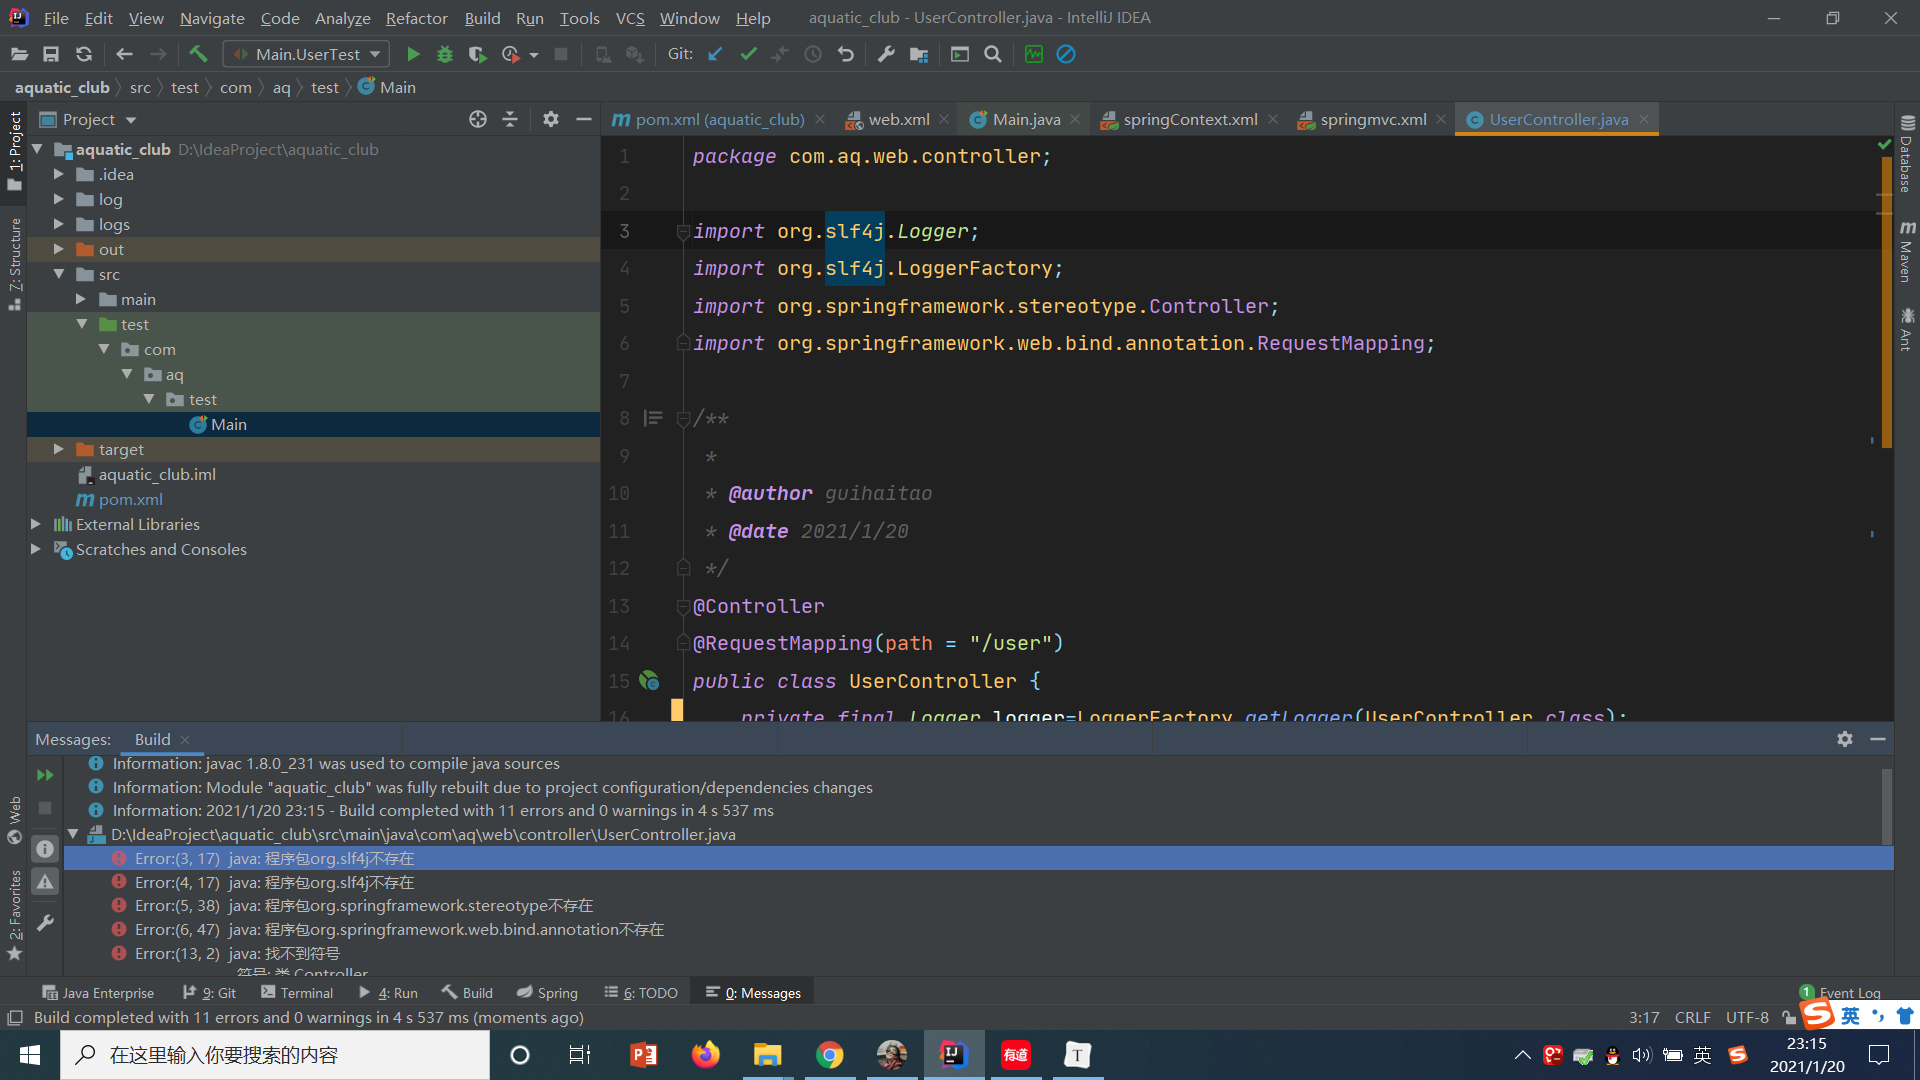 File Edit View Navigate Code Analyze Refactor Build Run Tools VCS Window Help aquatic_club - UserController.java - IntelliJ IDEA
Main.UserTest Git:
aquatic_club src test com aq test Main
Project
pom.xml (aquatic_club) web.xml Main.java springContext.xml springmvc.xml UserController.java
1: Project
7: Structure
Web
2: Favorites
aquatic_club D:\IdeaProject\aquatic_club
.idea
log
logs
out
src
main
test
com
aq
test
Main
target
aquatic_club.iml
pom.xml
External Libraries
Scratches and Consoles
1 package com.aq.web.controller;
2
3 import org.slf4j.Logger;
4 import org.slf4j.LoggerFactory;
5 import org.springframework.stereotype.Controller;
6 import org.springframework.web.bind.annotation.RequestMapping;
7
8 /**
9 *
10 * @author guihaitao
11 * @date 2021/1/20
12 */
13 @Controller
14 @RequestMapping(path = "/user")
15 public class UserController {
16 private final Logger logger=LoggerFactory.getLogger(UserController.class);
Database
Maven
Ant
Messages: Build
Information: javac 1.8.0_231 was used to compile java sources
Information: Module "aquatic_club" was fully rebuilt due to project configuration/dependencies changes
Information: 2021/1/20 23:15 - Build completed with 11 errors and 0 warnings in 4 s 537 ms
D:\IdeaProject\aquatic_club\src\main\java\com\aq\web\controller\UserController.java
Error:(3, 17) java: 程序包org.slf4j不存在
Error:(4, 17) java: 程序包org.slf4j不存在
Error:(5, 38) java: 程序包org.springframework.stereotype不存在
Error:(6, 47) java: 程序包org.springframework.web.bind.annotation不存在
Error:(13, 2) java: 找不到符号
符号: 类 Controller
Java Enterprise 9: Git Terminal 4: Run Build Spring 6: TODO 0: Messages 1 Event Log
Build completed with 11 errors and 0 warnings in 4 s 537 ms (moments ago) 3:17 CRLF UTF-8 英
在这里输入你要搜索的内容 有道 T 英 23:15
2021/1/20